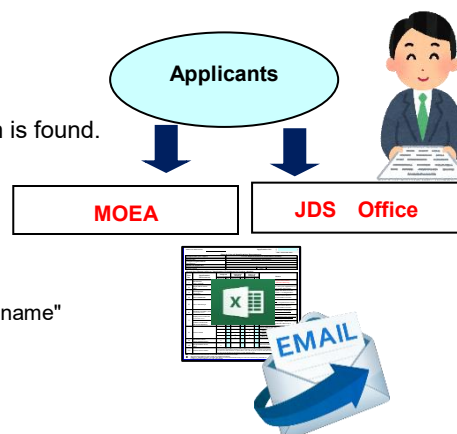 Applicants
is found.
MOEA
JDS Office
name"
X
EMAIL